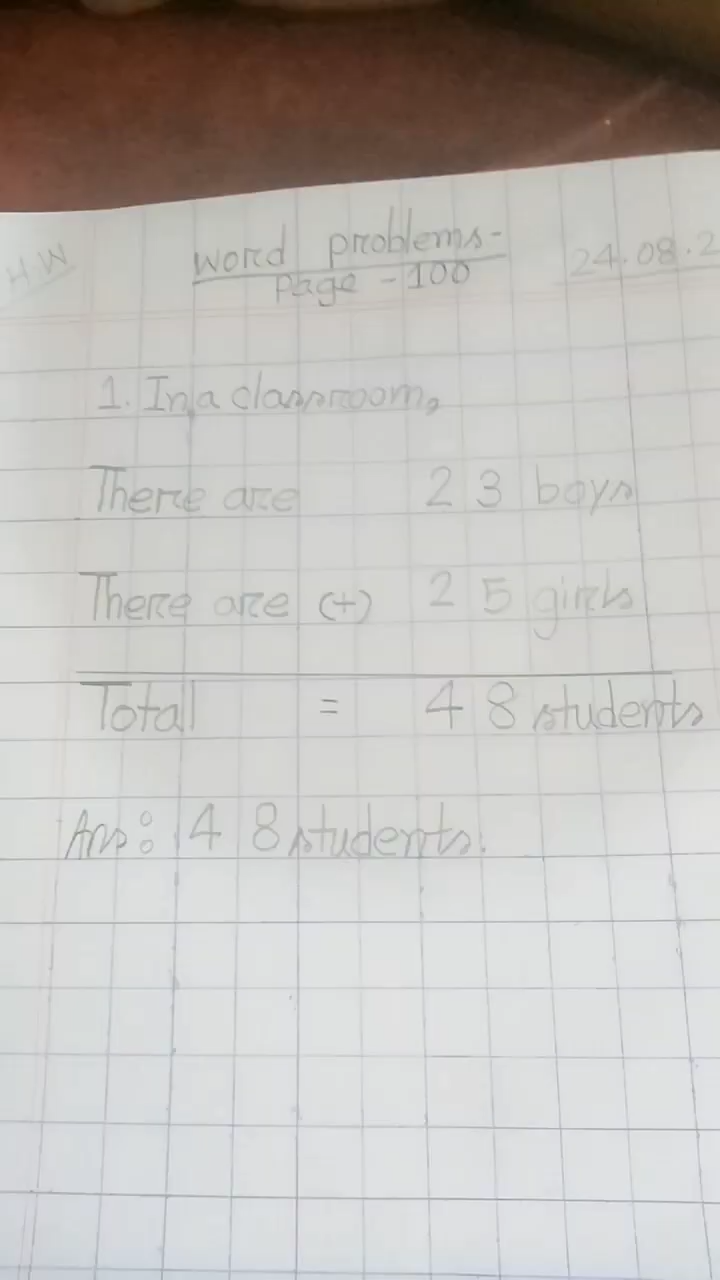 HW
word problems-
Page - 100
24.08.2
1. In a classroom,
There are 23 boys
There are (+) 25 girls
Total = 48 students
Ans: 48 students.